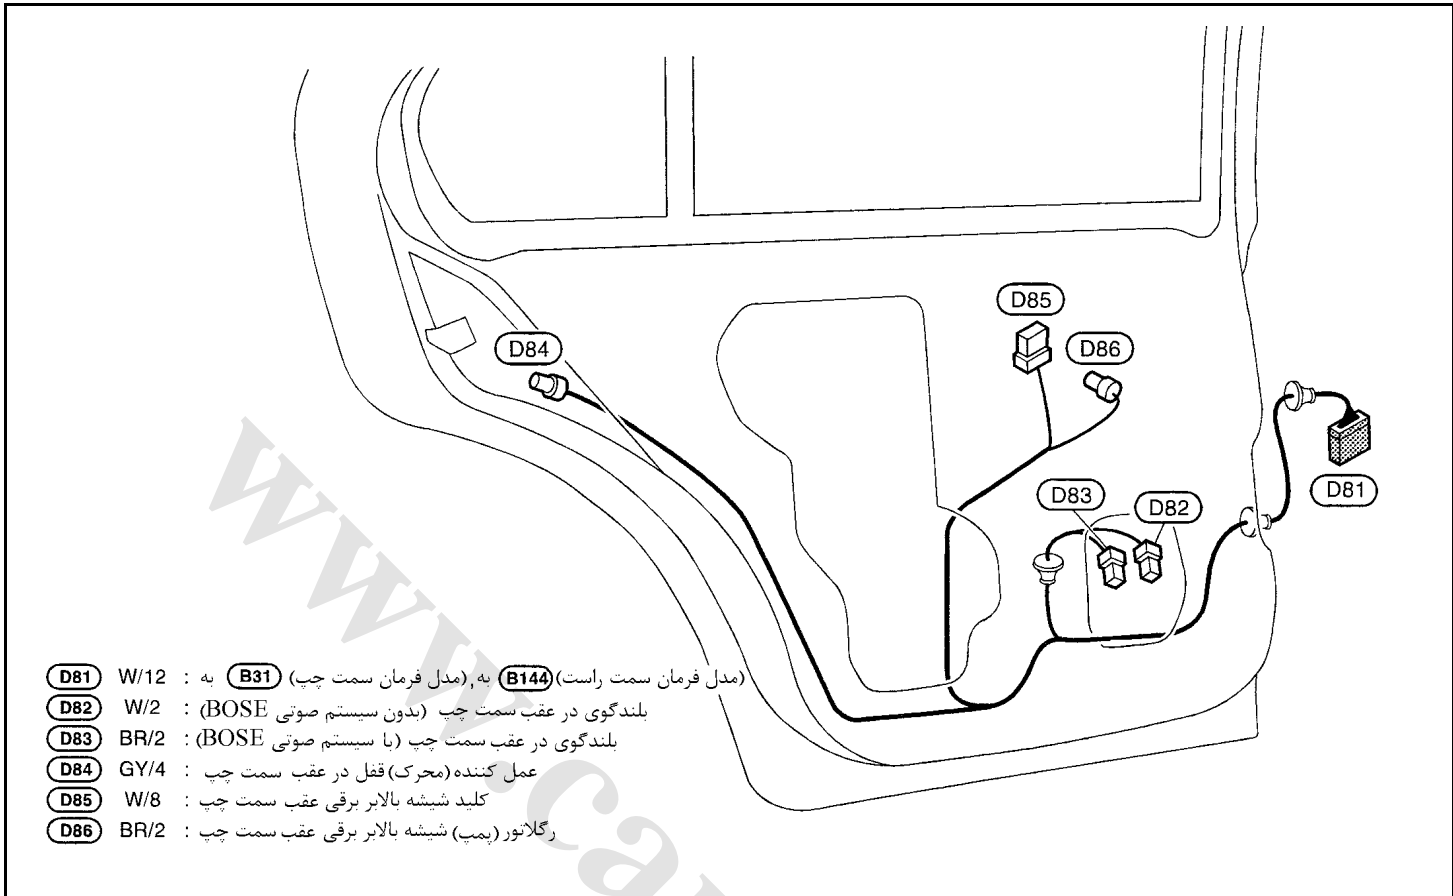 D85
D84
D86
D81
D83
D82
D81 W/12 : به B31 (مدل فرمان سمت چپ), به B144 (مدل فرمان سمت راست)
D82 W/2 : بلندگوی در عقب سمت چپ (بدون سیستم صوتی BOSE)
D83 BR/2 : بلندگوی در عقب سمت چپ (با سیستم صوتی BOSE)
D84 GY/4 : عمل کننده (محرک) قفل در عقب سمت چپ
D85 W/8 : کلید شیشه بالابر برقی عقب سمت چپ
D86 BR/2 : رگلاتور (پمپ) شیشه بالابر برقی عقب سمت چپ
www.ca